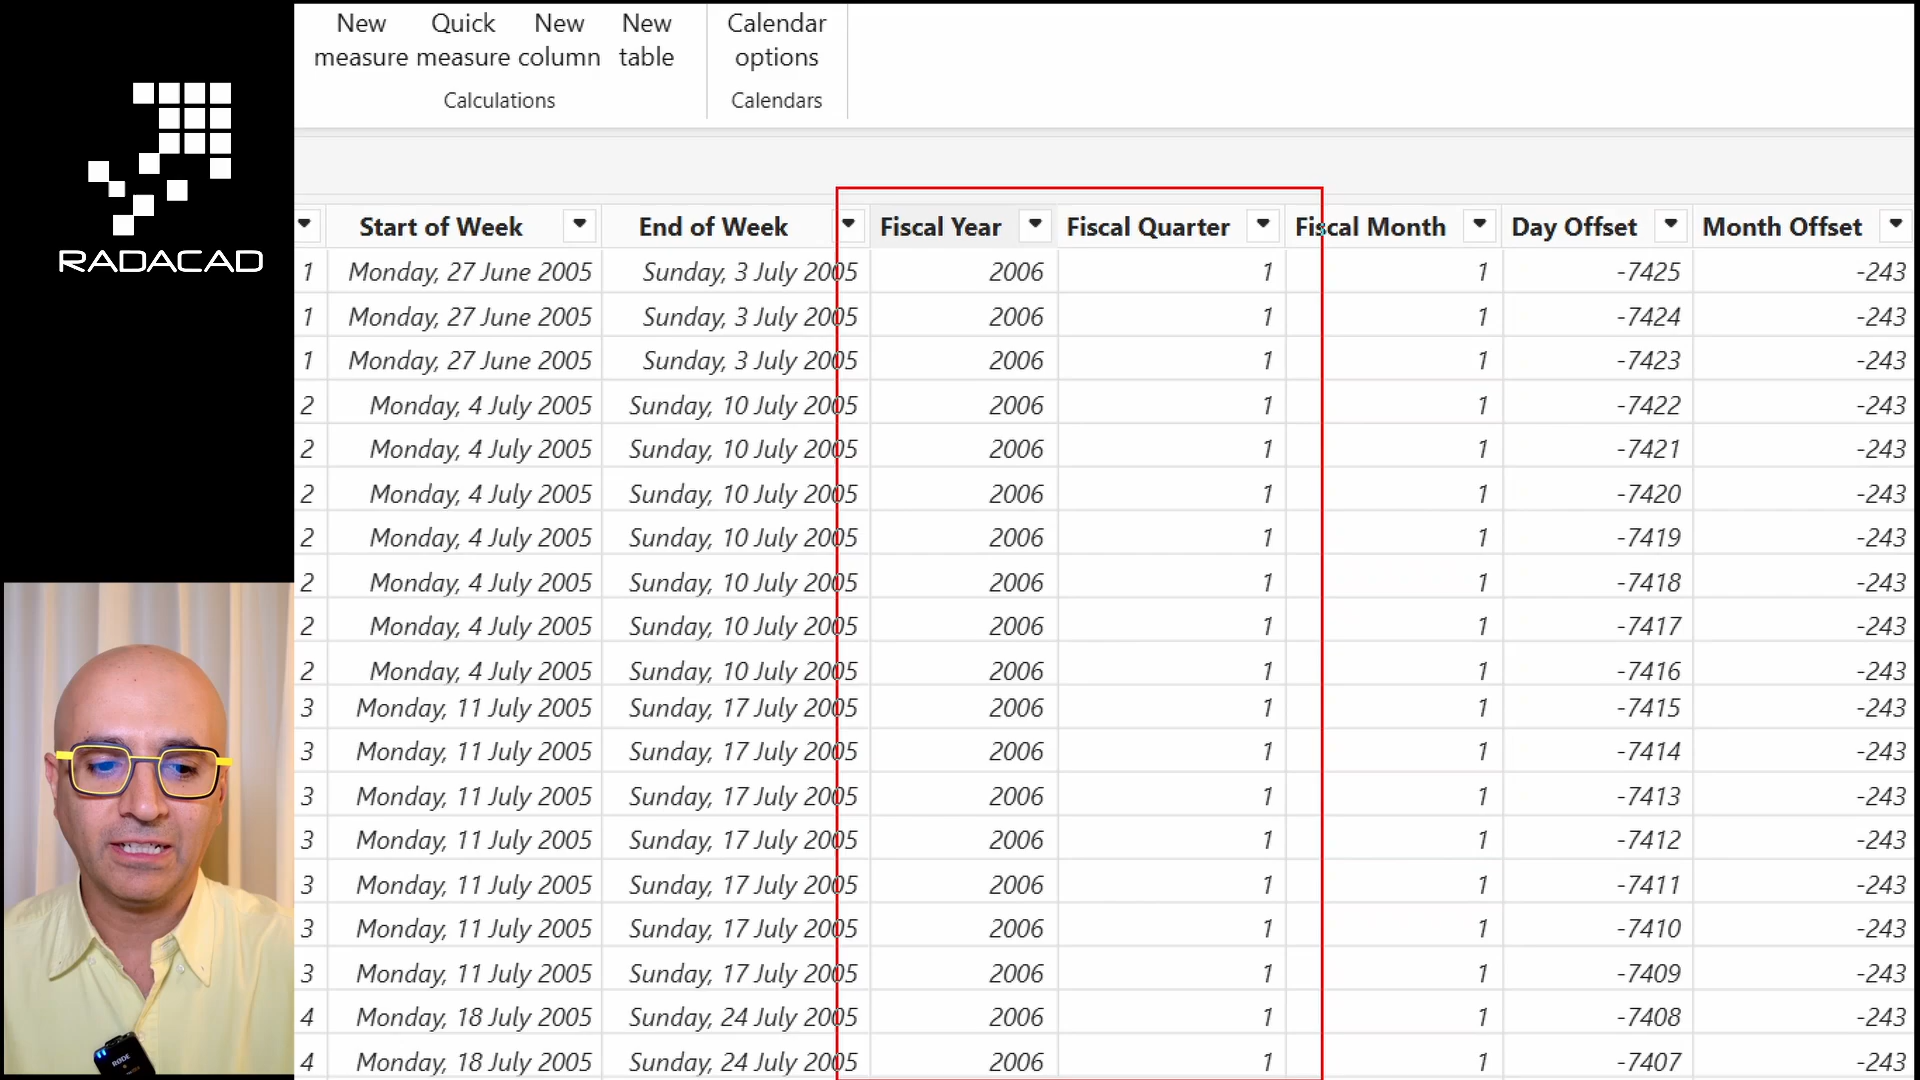 New Quick New New Calendar
measure measure column table options
Calculations Calendars
RADACAD
Start of Week End of Week Fiscal Year Fiscal Quarter Fiscal Month Day Offset Month Offset
1 Monday, 27 June 2005 Sunday, 3 July 2005 2006 1 1 -7425 -243
1 Monday, 27 June 2005 Sunday, 3 July 2005 2006 1 1 -7424 -243
1 Monday, 27 June 2005 Sunday, 3 July 2005 2006 1 1 -7423 -243
2 Monday, 4 July 2005 Sunday, 10 July 2005 2006 1 1 -7422 -243
2 Monday, 4 July 2005 Sunday, 10 July 2005 2006 1 1 -7421 -243
2 Monday, 4 July 2005 Sunday, 10 July 2005 2006 1 1 -7420 -243
2 Monday, 4 July 2005 Sunday, 10 July 2005 2006 1 1 -7419 -243
2 Monday, 4 July 2005 Sunday, 10 July 2005 2006 1 1 -7418 -243
2 Monday, 4 July 2005 Sunday, 10 July 2005 2006 1 1 -7417 -243
2 Monday, 4 July 2005 Sunday, 10 July 2005 2006 1 1 -7416 -243
3 Monday, 11 July 2005 Sunday, 17 July 2005 2006 1 1 -7415 -243
3 Monday, 11 July 2005 Sunday, 17 July 2005 2006 1 1 -7414 -243
3 Monday, 11 July 2005 Sunday, 17 July 2005 2006 1 1 -7413 -243
3 Monday, 11 July 2005 Sunday, 17 July 2005 2006 1 1 -7412 -243
3 Monday, 11 July 2005 Sunday, 17 July 2005 2006 1 1 -7411 -243
3 Monday, 11 July 2005 Sunday, 17 July 2005 2006 1 1 -7410 -243
3 Monday, 11 July 2005 Sunday, 17 July 2005 2006 1 1 -7409 -243
4 Monday, 18 July 2005 Sunday, 24 July 2005 2006 1 1 -7408 -243
4 Monday, 18 July 2005 Sunday, 24 July 2005 2006 1 1 -7407 -243
RØDE